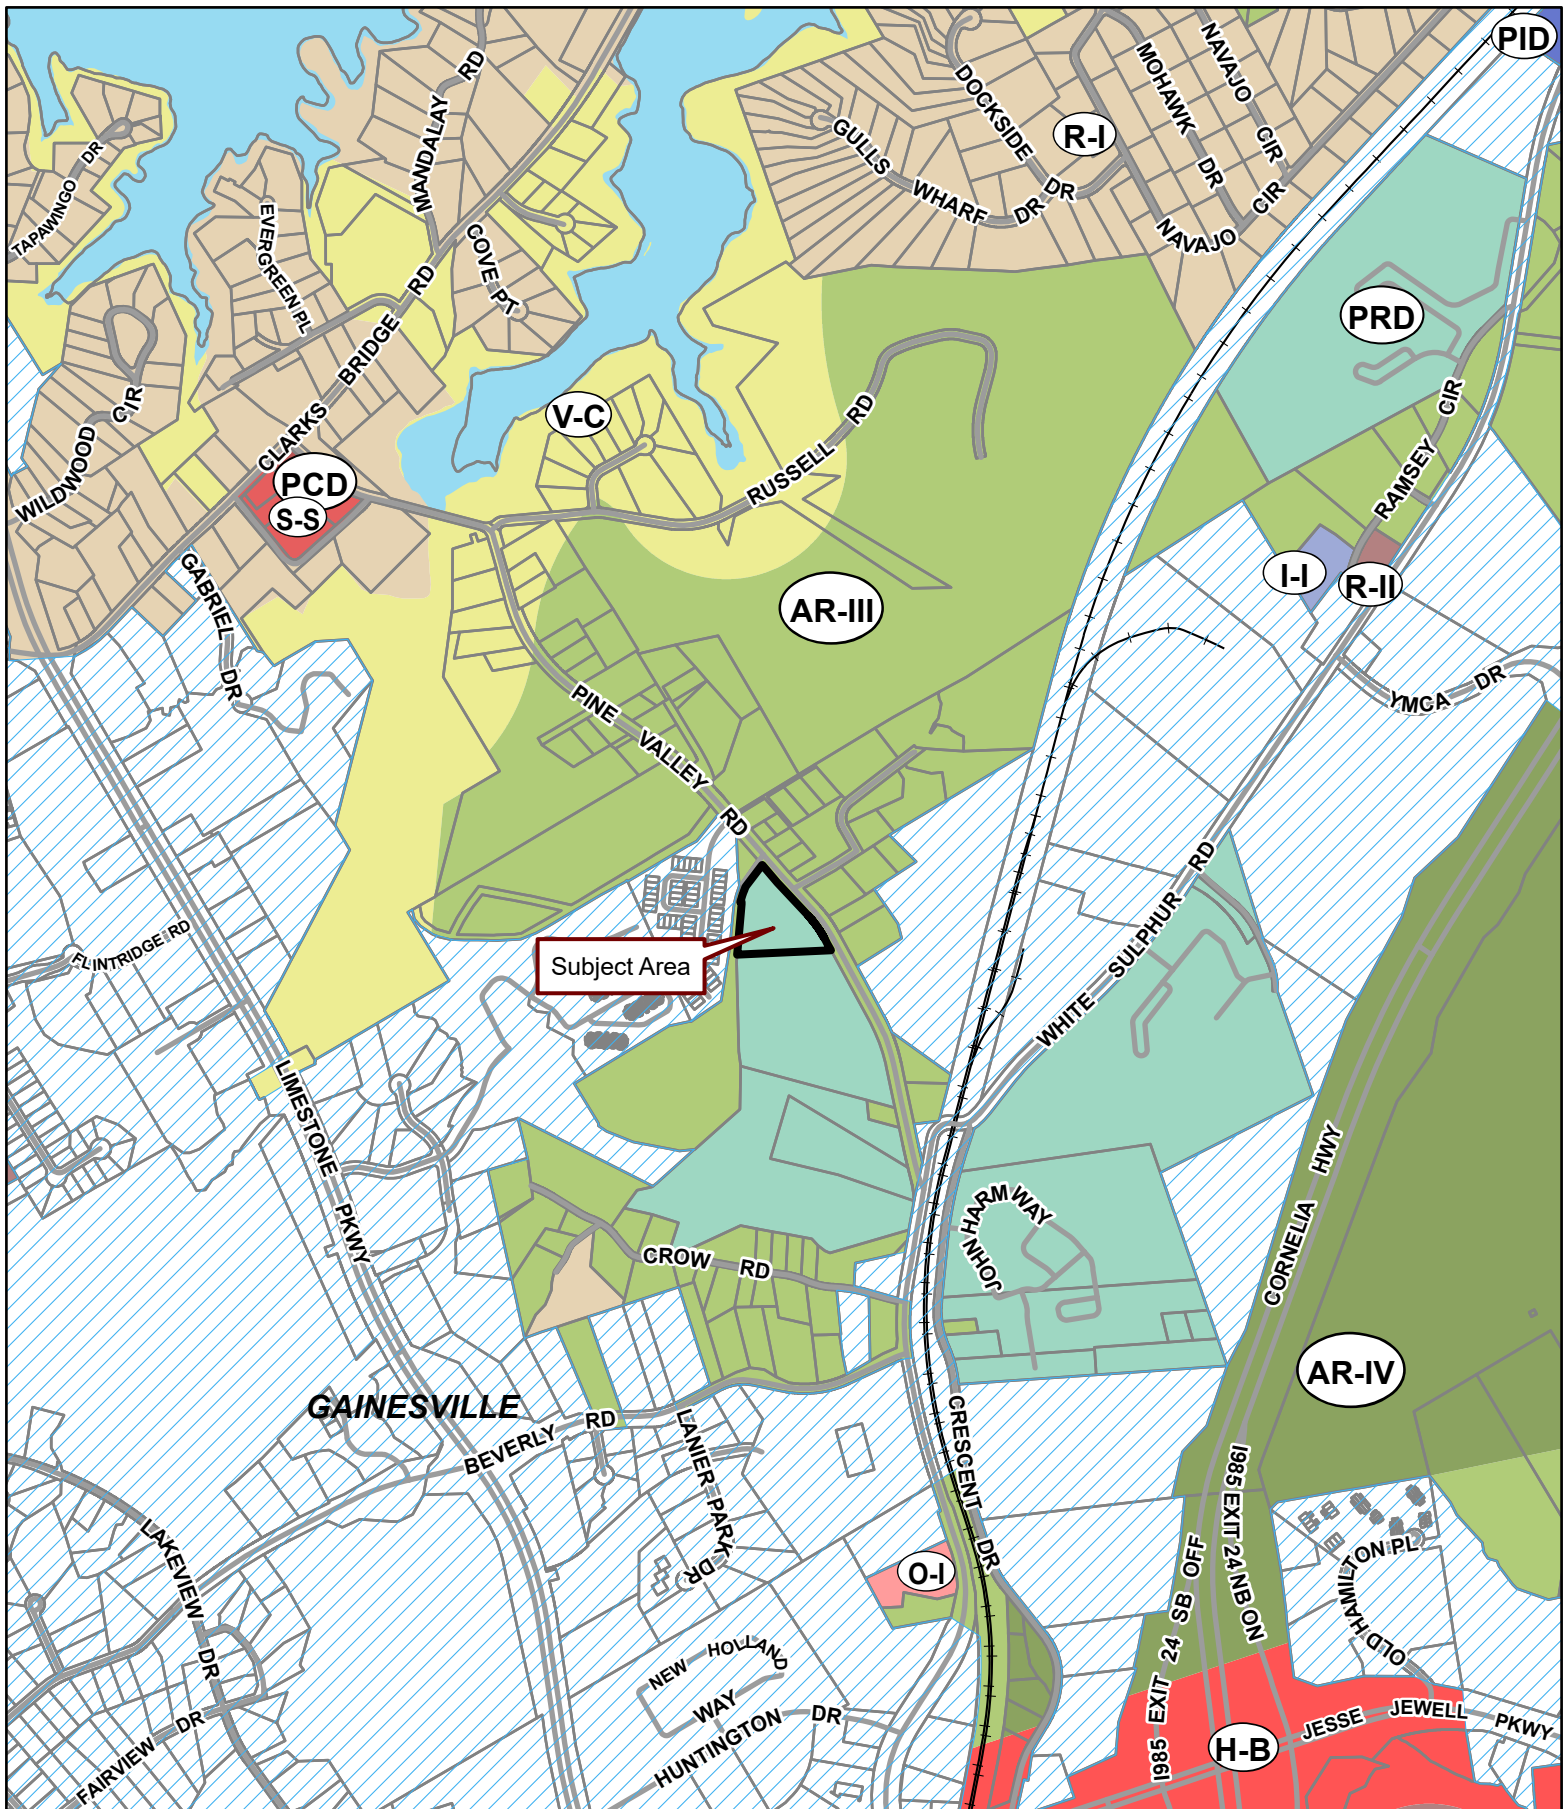 PID
MANDALAY RD
DOCKSIDE DR
R-I
MOHAWK DR
NAVAJO CIR
GULLS WHARF DR
NAVAJO CIR
TAPAWINGO DR
EVERGREEN PL
COVE PT
CLARKS BRIDGE RD
PRD
WILDWOOD CIR
V-C
RUSSELL RD
RAMSEY CIR
PCD
S-S
GABRIEL DR
I-I
R-II
AR-III
YMCA DR
PINE VALLEY RD
WHITE SULPHUR RD
FLINTRIDGE RD
Subject Area
LIMESTONE PKWY
CORNELIA HWY
JOHN HARM WAY
CROW RD
AR-IV
GAINESVILLE
BEVERLY RD
LANIER PARK DR
CRESCENT DR
I985 EXIT 24 NB ON
I985 EXIT 24 SB OFF
OLD HAMILTON PL
LAKEVIEW DR
O-I
NEW HOLLAND WAY
HUNTINGTON DR
FAIRVIEW DR
JESSE JEWELL PKWY
H-B